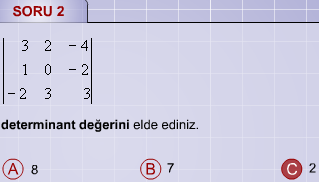 SORU 2
3 2 -4
1 0 -2
-2 3 3
determinant değerini elde ediniz.
A 8 B 7 C 2